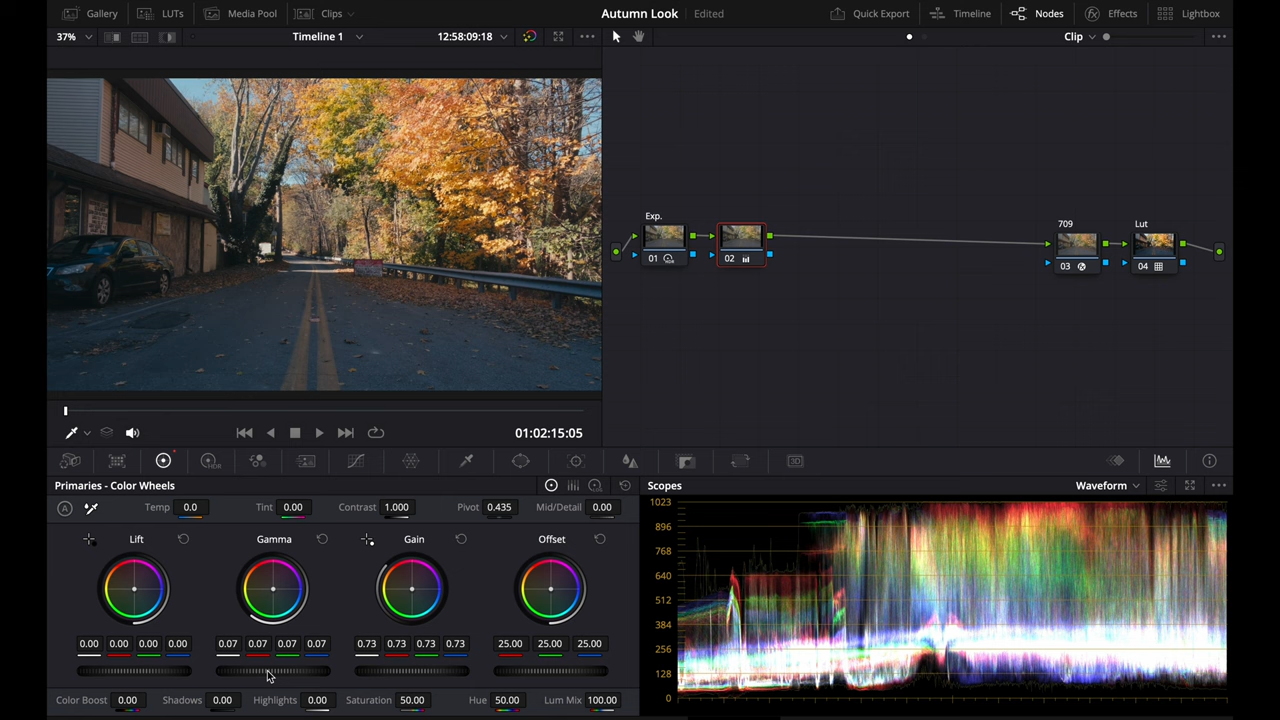 Gallery LUTs Media Pool Clips Autumn Look Edited Quick Export Timeline Nodes Effects Lightbox
37% Timeline 1 12:58:09:18 Clip
Exp.
01
02
709
03
Lut
04
01:02:15:05
Primaries - Color Wheels
Temp 0.0 Tint 0.00 Contrast 1.000 Pivot 0.435 Mid/Detail 0.00
Lift Gamma Gain Offset
0.00 0.00 0.00 0.00 0.07 0.07 0.07 0.07 0.73 0.73 0.73 0.73 25.00 25.00 25.00
Color Boost 0.00 Shadows 0.00 Highlights 0.00 Saturation 50.00 Hue 50.00 Lum Mix 100.00
Scopes Waveform
1023
896
768
640
512
384
256
128
0